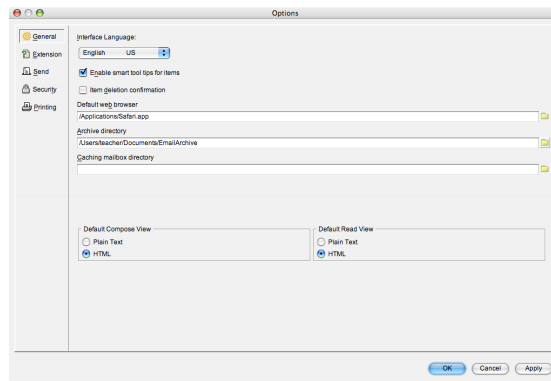 Options
General
Extension
Send
Security
Printing
Interface Language:
English US
Enable smart tool tips for items
Item deletion confirmation
Default web browser
/Applications/Safari.app
Archive directory
/Users/teacher/Documents/EmailArchive
Caching mailbox directory
Default Compose View
Plain Text
HTML
Default Read View
Plain Text
HTML
OK Cancel Apply